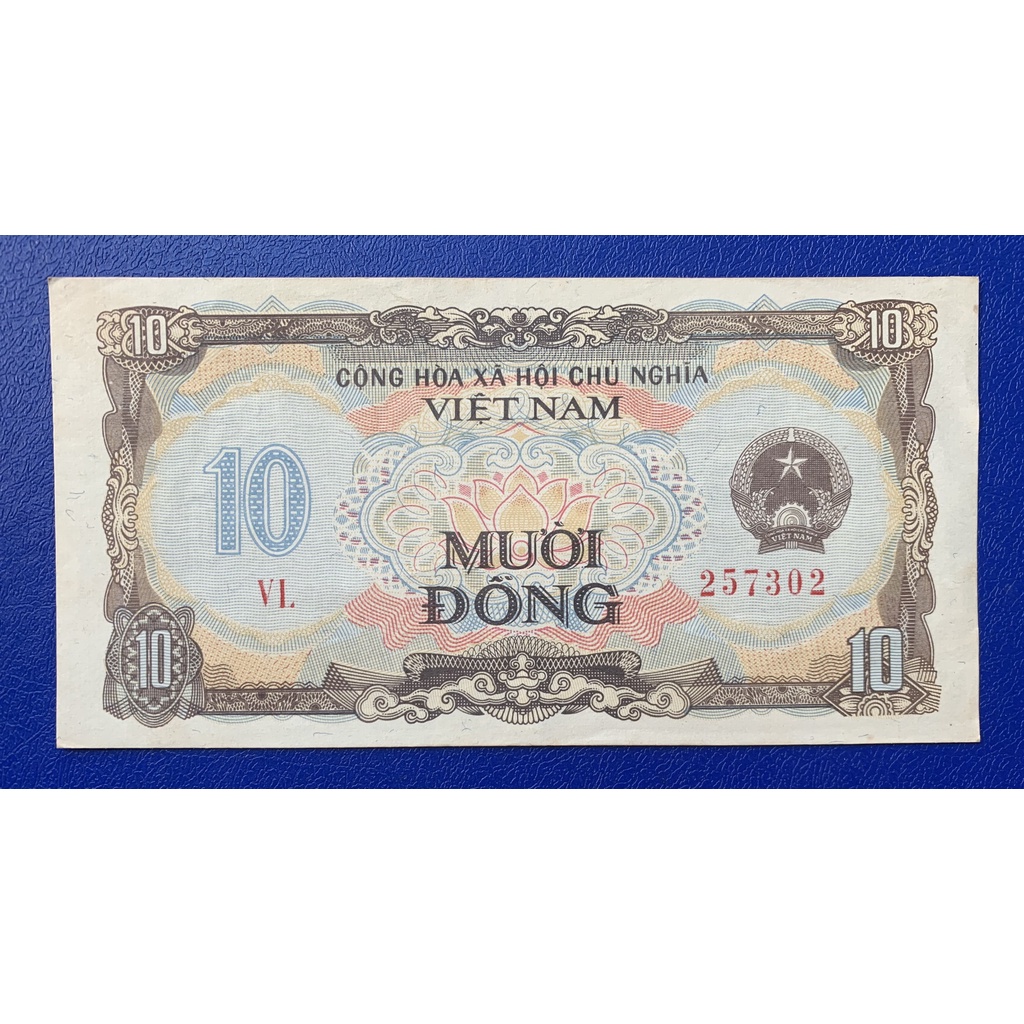 10
10
CỘNG HÒA XÃ HỘI CHỦ NGHĨA
VIỆT NAM
10
VIỆT NAM
MƯỜI
ĐỒNG
VL
257302
10
10